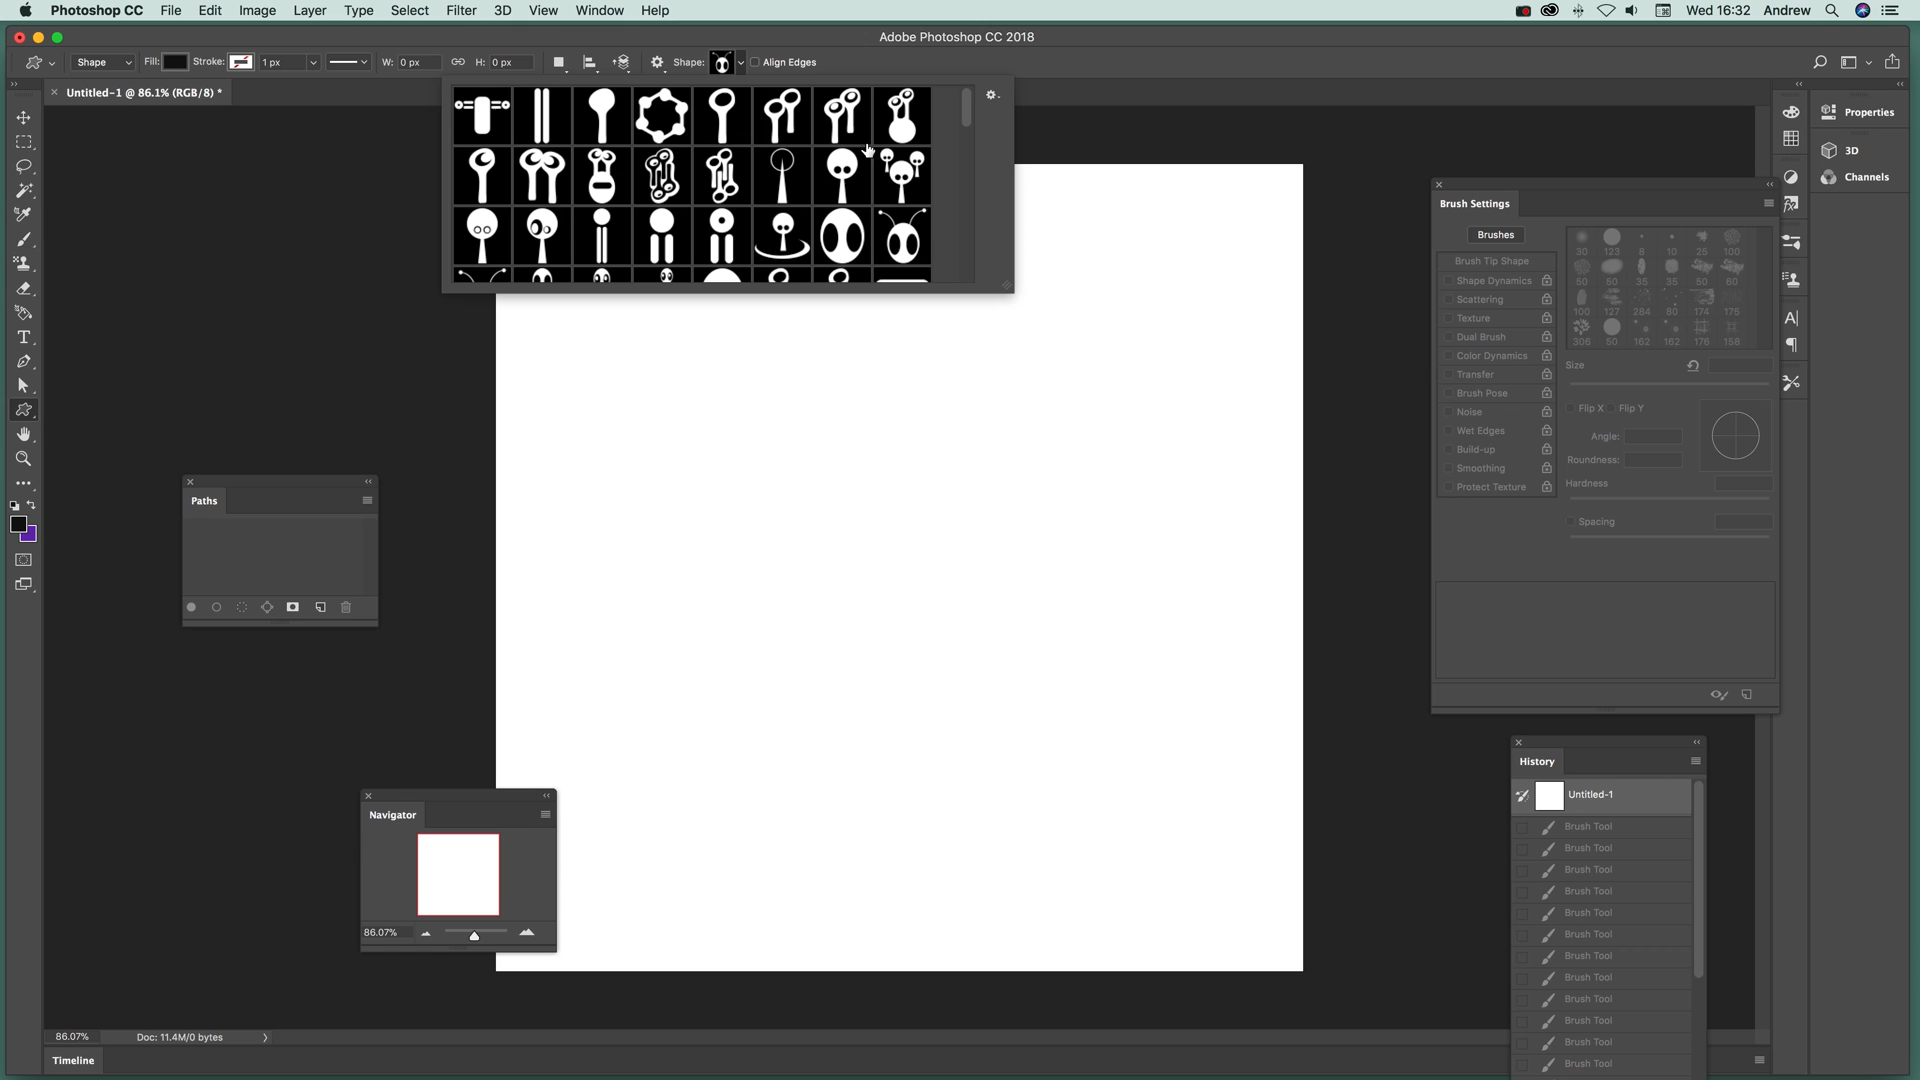 Photoshop CC File Edit Image Layer Type Select Filter 3D View Window Help Wed 16:32 Andrew
Adobe Photoshop CC 2018
Shape Fill: Stroke: 1 px W: 0 px H: 0 px Shape: Align Edges
Untitled-1 @ 86.1% (RGB/8) *
Properties
3D
Channels
Brush Settings
Brushes
30 123 8 10 25 100
Brush Tip Shape
50 50 35 35 50 60
Shape Dynamics
Scattering
100 127 284 80 174 175
Texture
Dual Brush
306 50 162 162 176 158
Color Dynamics
Size
Transfer
Brush Pose
Noise
Flip X Flip Y
Wet Edges
Angle:
Build-up
Roundness:
Smoothing
Hardness
Protect Texture
Spacing
Paths
History
Untitled-1
Brush Tool
Brush Tool
Brush Tool
Brush Tool
Brush Tool
Brush Tool
Brush Tool
Brush Tool
Brush Tool
Brush Tool
Brush Tool
Brush Tool
Navigator
86.07%
86.07% Doc: 11.4M/0 bytes
Timeline